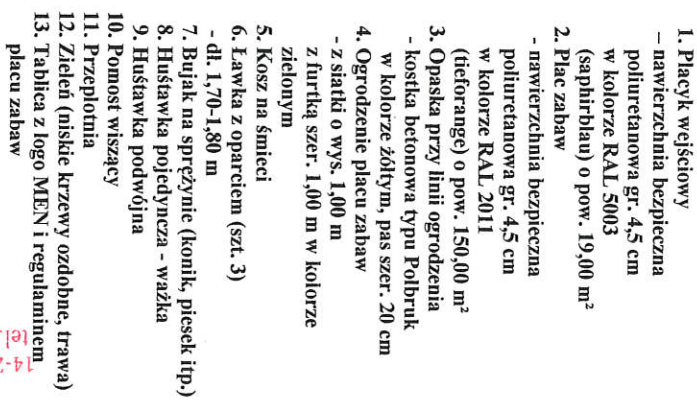 1. Placyk wejściowy
– nawierzchnia bezpieczna
poliuretanowa gr. 4,5 cm
w kolorze RAL 5003
(saphirblau) o pow. 19,00 m²
2. Plac zabaw
- nawierzchnia bezpieczna
poliuretanowa gr. 4,5 cm
w kolorze RAL 2011
(tieforange) o pow. 150,00 m²
3. Opaska przy linii ogrodzenia
- kostka betonowa typu Polbruk
w kolorze żółtym, pas szer. 20 cm
4. Ogrodzenie placu zabaw
- z siatki o wys. 1,00 m
z furtką szer. 1,00 m w kolorze
zielonym
5. Kosz na śmieci
6. Ławka z oparciem (szt. 3)
- dł. 1,70-1,80 m
7. Bujak na sprężynie (konik, piesek itp.)
8. Huśtawka pojedyncza - ważka
9. Huśtawka podwójna
10. Pomost wiszący
11. Przeplotnia
12. Zieleń (niskie krzewy ozdobne, trawa)
13. Tablica z logo MEN i regulaminem
placu zabaw
14-2
tel.